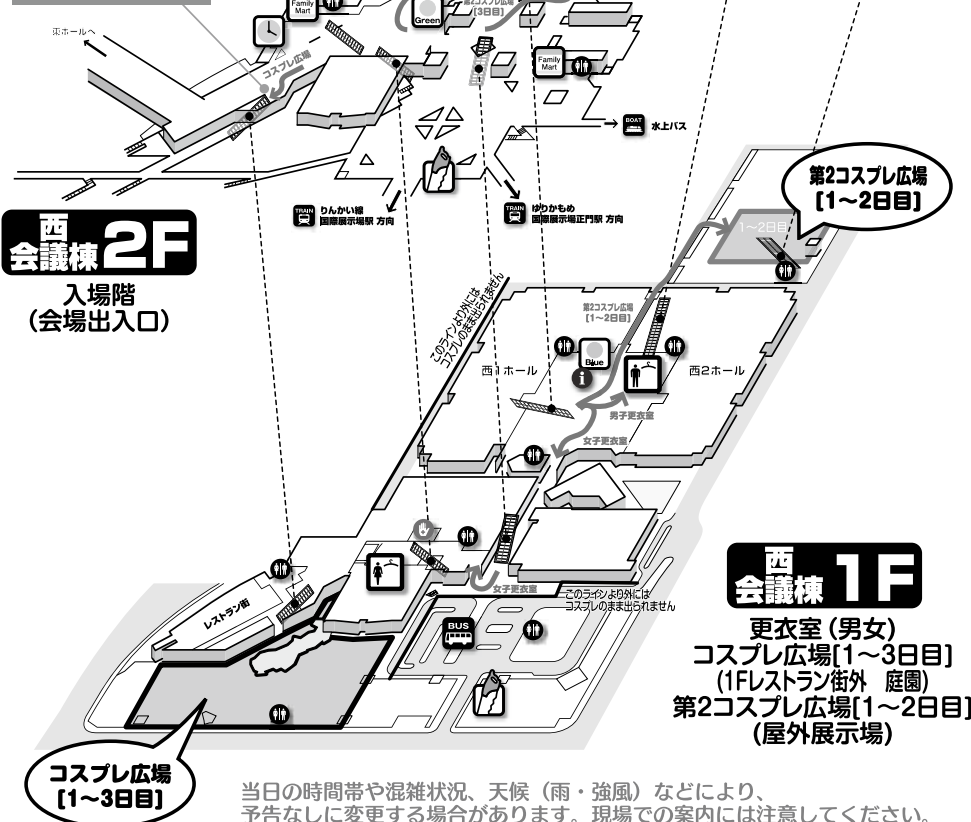 Family
Mart
東ホールへ
Green
第2コスプレ広場
[3日目]
コスプレ広場
Family
Mart
BOAT
水上バス
TRAIN
りんかい線
国際展示場駅 方向
TRAIN
ゆりかもめ
国際展示場正門駅 方向
西
会議棟
2F
入場階
(会場出入口)
第2コスプレ広場
[1～2日目]
1～2日目
このラインより外には
コスプレのまま出られません
第2コスプレ広場
[1～2日目]
Blue
i
西1ホール
西2ホール
男子更衣室
女子更衣室
女子更衣室
このラインより外には
コスプレのまま出られません
レストラン街
BUS
西
会議棟
1F
更衣室(男女)
コスプレ広場[1～3日目]
(1Fレストラン街外　庭園)
第2コスプレ広場[1～2日目]
(屋外展示場)
コスプレ広場
[1～3日目]
当日の時間帯や混雑状況、天候（雨・強風）などにより、
予告なしに変更する場合があります。現場での案内には注意してください。